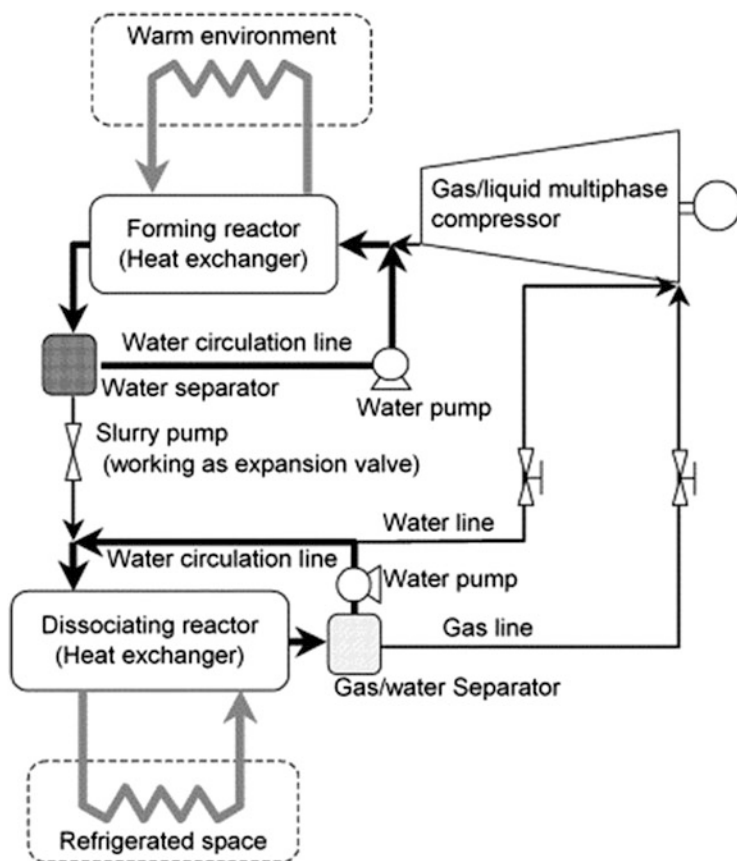 Warm environment
Gas/liquid multiphase
compressor
Forming reactor
(Heat exchanger)
Water circulation line
Water separator
Water pump
Slurry pump
(working as expansion valve)
Water line
Water circulation line
Water pump
Dissociating reactor
(Heat exchanger)
Gas line
Gas/water Separator
Refrigerated space